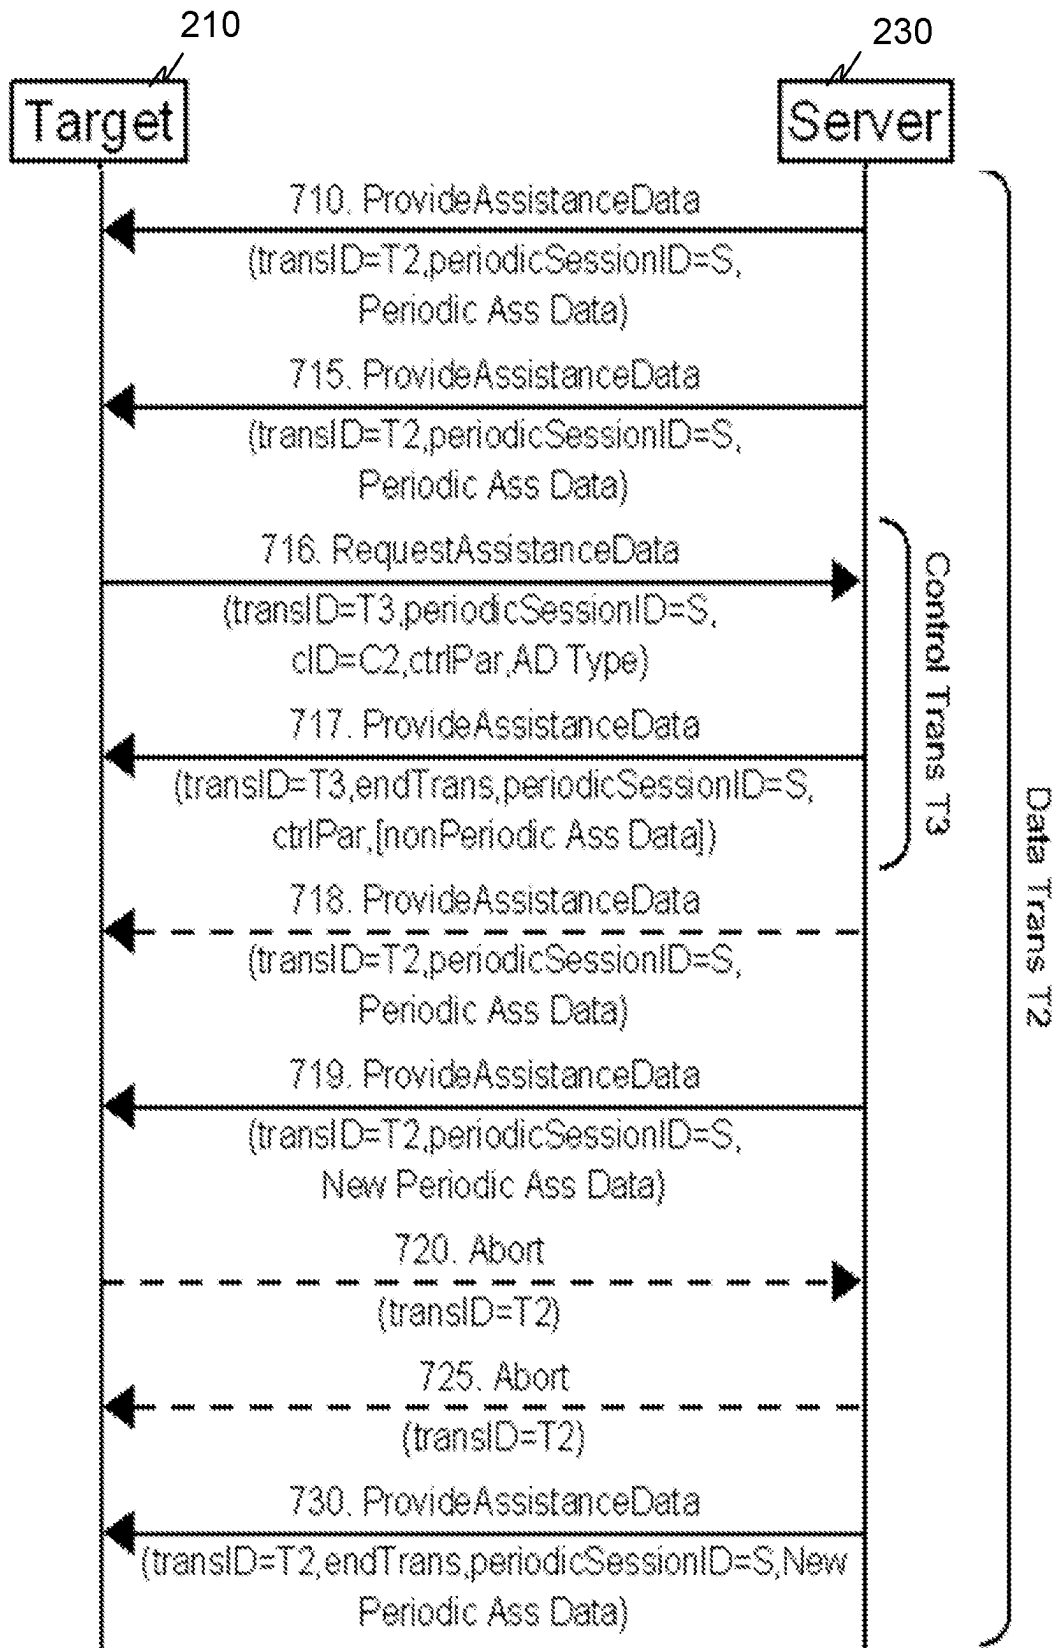 210
230
Target
Server
710. ProvideAssistanceData
(transID=T2,periodicSessionID=S,
Periodic Ass Data)
715. ProvideAssistanceData
(transID=T2,periodicSessionID=S,
Periodic Ass Data)
716. RequestAssistanceData
(transID=T3,periodicSessionID=S,
cID=C2,ctrlPar,AD Type)
717. ProvideAssistanceData
(transID=T3,endTrans,periodicSessionID=S,
ctrlPar,[nonPeriodic Ass Data])
Control Trans T3
718. ProvideAssistanceData
(transID=T2,periodicSessionID=S,
Periodic Ass Data)
Data Trans T2
719. ProvideAssistanceData
(transID=T2,periodicSessionID=S,
New Periodic Ass Data)
720. Abort
(transID=T2)
725. Abort
(transID=T2)
730. ProvideAssistanceData
(transID=T2,endTrans,periodicSessionID=S,New
Periodic Ass Data)